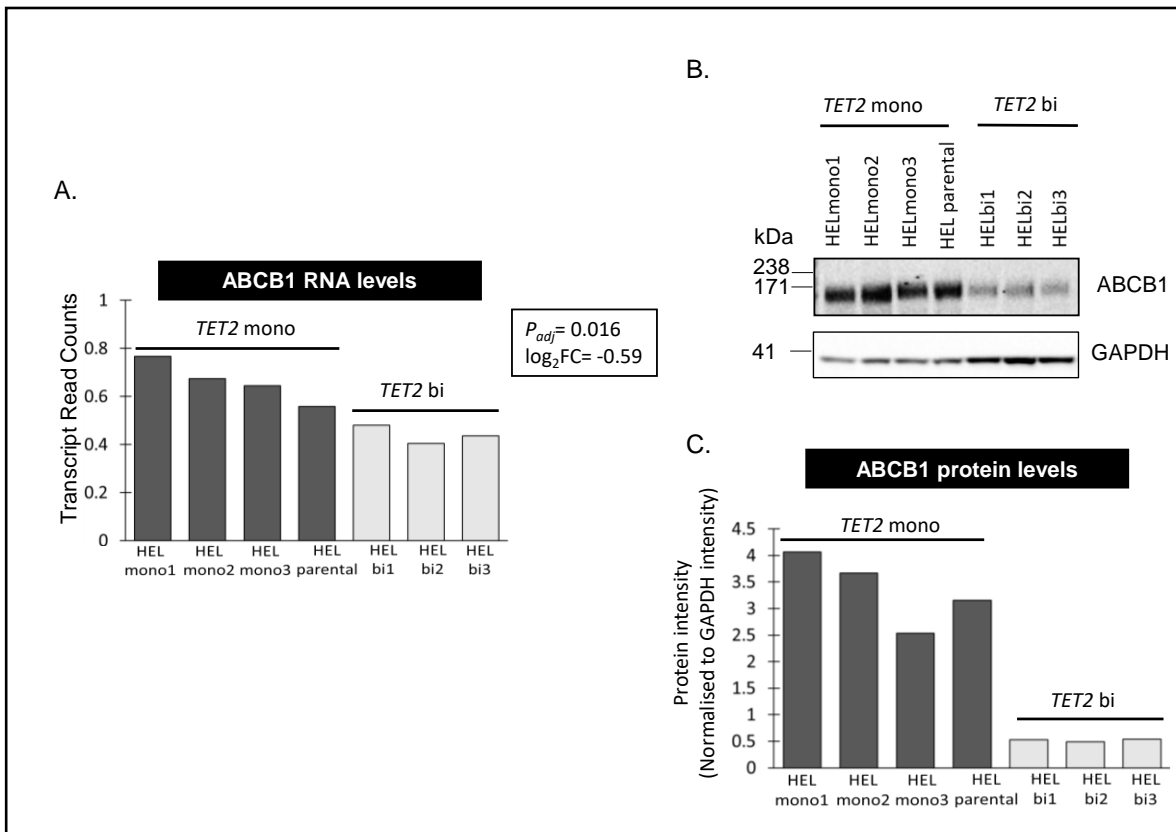 A.
ABCB1 RNA levels
Transcript Read Counts
1
0.8
0.6
0.4
0.2
0
TET2 mono
TET2 bi
HEL mono1
HEL mono2
HEL mono3
HEL parental
HEL bi1
HEL bi2
HEL bi3
Padj= 0.016
log2FC= -0.59
B.
TET2 mono
TET2 bi
HELmono1
HELmono2
HELmono3
HEL parental
HELbi1
HELbi2
HELbi3
kDa
238
171
ABCB1
41
GAPDH
C.
ABCB1 protein levels
Protein intensity
(Normalised to GAPDH intensity)
4.5
4
3.5
3
2.5
2
1.5
1
0.5
0
TET2 mono
TET2 bi
HEL mono1
HEL mono2
HEL mono3
HEL parental
HEL bi1
HEL bi2
HEL bi3